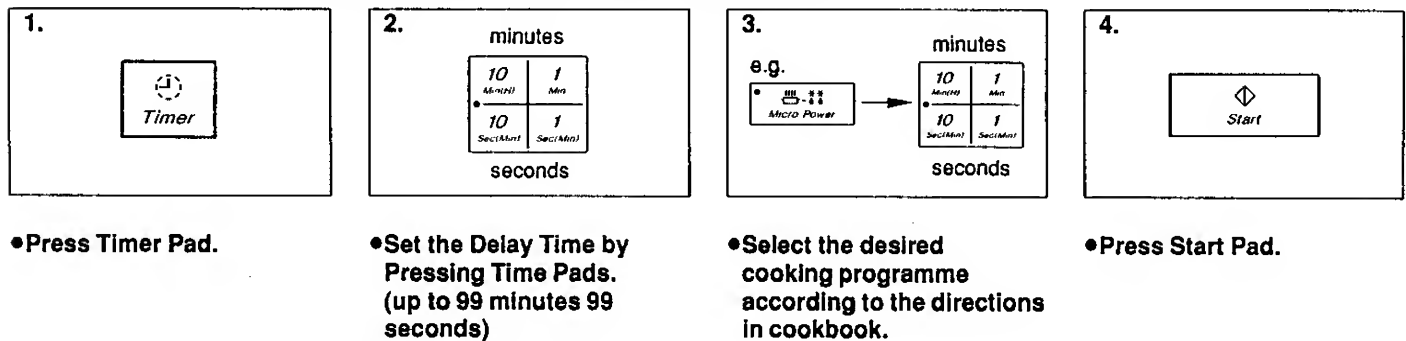 1.
Timer
●Press Timer Pad.
2.
minutes
10 1
Min(H) Min
10 1
Sec(Min) Sec(Min)
seconds
●Set the Delay Time by
Pressing Time Pads.
(up to 99 minutes 99
seconds)
3.
e.g.
Micro Power
minutes
10 1
Min(H) Min
10 1
Sec(Min) Sec(Min)
seconds
●Select the desired
cooking programme
according to the directions
in cookbook.
4.
Start
●Press Start Pad.